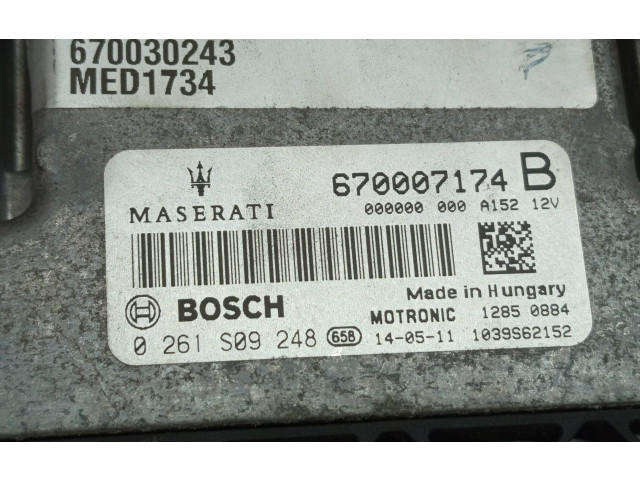 670030243
MED1734
670007174 B
MASERATI
000000 000 A152 12V
Made in Hungary
BOSCH
MOTRONIC 1285 0884
0 261 S09 248 658 14-05-11 1039S62152